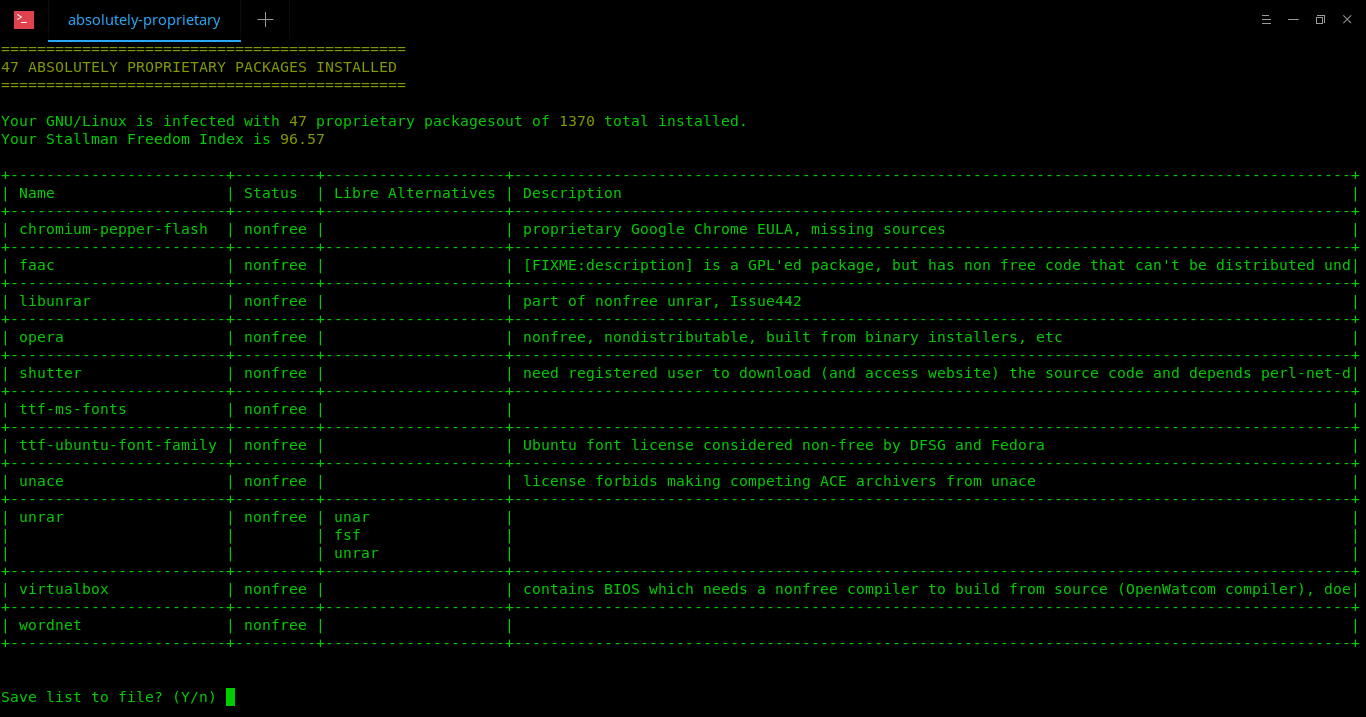 absolutely-proprietary
=============================================
47 ABSOLUTELY PROPRIETARY PACKAGES INSTALLED
=============================================
Your GNU/Linux is infected with 47 proprietary packagesout of 1370 total installed.
Your Stallman Freedom Index is 96.57
| Name | Status | Libre Alternatives | Description |
| chromium-pepper-flash | nonfree | | proprietary Google Chrome EULA, missing sources |
| faac | nonfree | | [FIXME:description] is a GPL'ed package, but has non free code that can't be distributed und|
| libunrar | nonfree | | part of nonfree unrar, Issue442 |
| opera | nonfree | | nonfree, nondistributable, built from binary installers, etc |
| shutter | nonfree | | need registered user to download (and access website) the source code and depends perl-net-d|
| ttf-ms-fonts | nonfree | | |
| ttf-ubuntu-font-family | nonfree | | Ubuntu font license considered non-free by DFSG and Fedora |
| unace | nonfree | | license forbids making competing ACE archivers from unace |
| unrar | nonfree | unar | |
| | | fsf | |
| | | unrar | |
| virtualbox | nonfree | | contains BIOS which needs a nonfree compiler to build from source (OpenWatcom compiler), doe|
| wordnet | nonfree | | |
Save list to file? (Y/n)